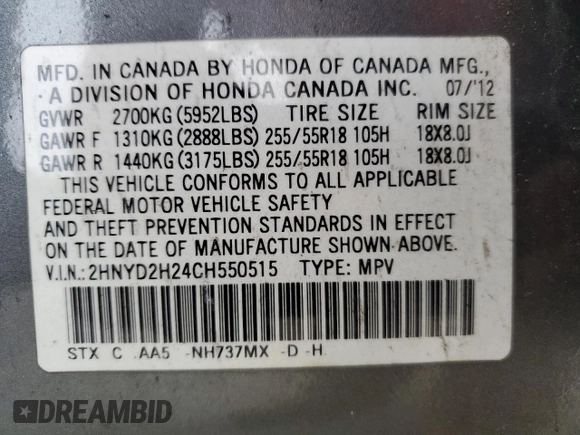 MFD. IN CANADA BY HONDA OF CANADA MFG.,
A DIVISION OF HONDA CANADA INC. 07/'12
GVWR 2700KG(5952LBS) TIRE SIZE RIM SIZE
GAWR F 1310KG(2888LBS) 255/55R18 105H 18X8.0J
GAWR R 1440KG(3175LBS) 255/55R18 105H 18X8.0J
THIS VEHICLE CONFORMS TO ALL APPLICABLE
FEDERAL MOTOR VEHICLE SAFETY
AND THEFT PREVENTION STANDARDS IN EFFECT
ON THE DATE OF MANUFACTURE SHOWN ABOVE.
V.I.N.:2HNYD2H24CH550515 TYPE: MPV
STX C AA5 -NH737MX -D -H
DREAMBID